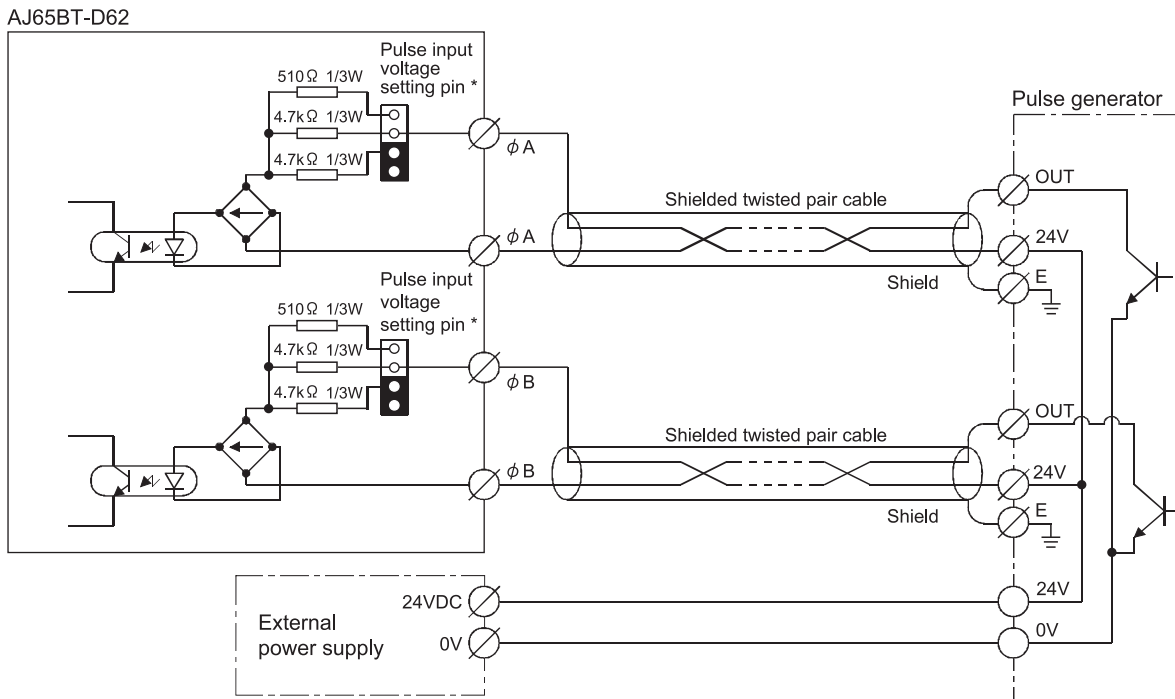 AJ65BT-D62
Pulse input
voltage
setting pin *
510Ω 1/3W
4.7kΩ 1/3W
4.7kΩ 1/3W
Pulse generator
φA
OUT
Shielded twisted pair cable
φA
24V
Shield
E
Pulse input
voltage
setting pin *
510Ω 1/3W
4.7kΩ 1/3W
4.7kΩ 1/3W
φB
OUT
Shielded twisted pair cable
φB
24V
Shield
E
External
power supply
24VDC
24V
0V
0V